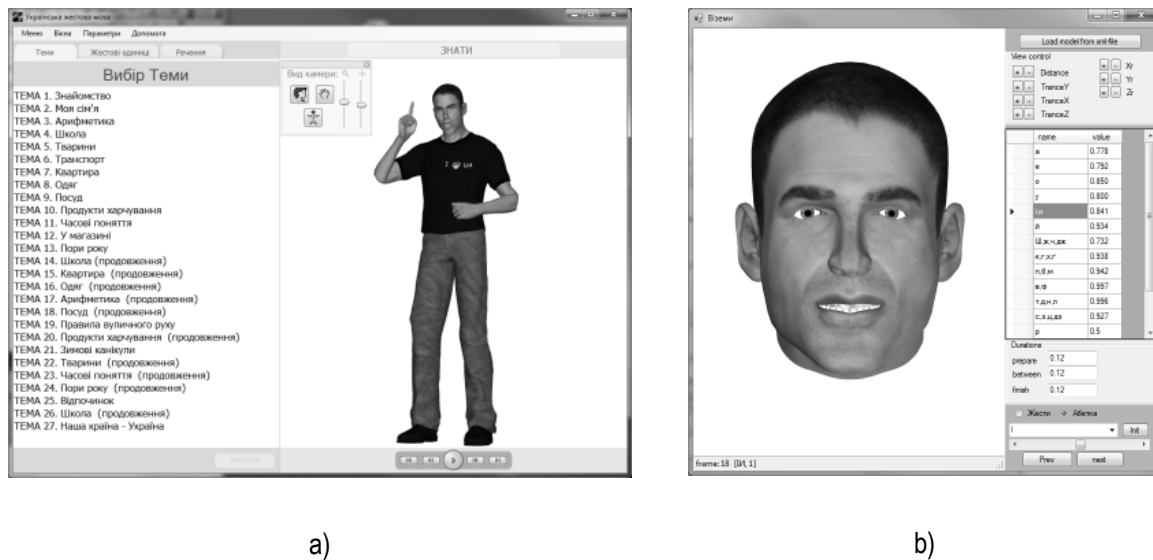 Українська жестова мова
Меню Вікна Параметри Допомога
Теми Жестові одиниці Речення
Вибір Теми
ТЕМА 1. Знайомство
ТЕМА 2. Моя сім'я
ТЕМА 3. Арифметика
ТЕМА 4. Школа
ТЕМА 5. Тварини
ТЕМА 6. Транспорт
ТЕМА 7. Квартира
ТЕМА 8. Одяг
ТЕМА 9. Посуд
ТЕМА 10. Продукти харчування
ТЕМА 11. Часові поняття
ТЕМА 12. У магазині
ТЕМА 13. Пори року
ТЕМА 14. Школа (продовження)
ТЕМА 15. Квартира (продовження)
ТЕМА 16. Одяг (продовження)
ТЕМА 17. Арифметика (продовження)
ТЕМА 18. Посуд (продовження)
ТЕМА 19. Правила вуличного руху
ТЕМА 20. Продукти харчування (продовження)
ТЕМА 21. Зимові канікули
ТЕМА 22. Тварини (продовження)
ТЕМА 23. Часові поняття (продовження)
ТЕМА 24. Пори року (продовження)
ТЕМА 25. Відпочинок
ТЕМА 26. Школа (продовження)
ТЕМА 27. Наша країна - Україна
Вибрати
ЗНАТИ
Вид камери:
a)
Віземи
Load model from xml-file
View control
Distance Xr
TranceY Yr
TranceX Zr
TranceZ
name value
а 0.778
е 0.792
о 0.850
у 0.800
і,и 0.841
й 0.934
Ш,ж,ч,дж 0.732
к,г,х,ґ 0.938
п,б,м 0.942
в,ф 0.997
т,д,н,л 0.996
с,з,ц,дз 0.927
р 0.5
Durations
prepare 0.12
between 0.12
finish 0.12
Жести Абетка
І Init
Prev next
frame: 18 [ІИ, 1]
b)